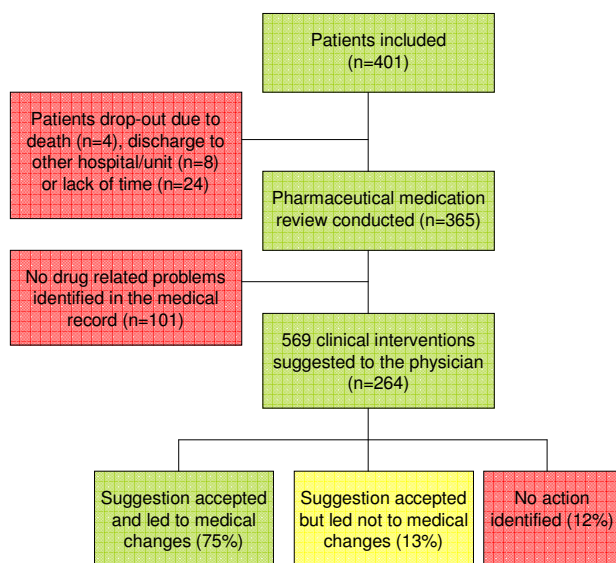 Patients included
(n=401)
Patients drop-out due to
death (n=4), discharge to
other hospital/unit (n=8)
or lack of time (n=24)
Pharmaceutical medication
review conducted (n=365)
No drug related problems
identified in the medical
record (n=101)
569 clinical interventions
suggested to the physician
(n=264)
Suggestion accepted
and led to medical
changes (75%)
Suggestion accepted
but led not to medical
changes (13%)
No action
identified (12%)